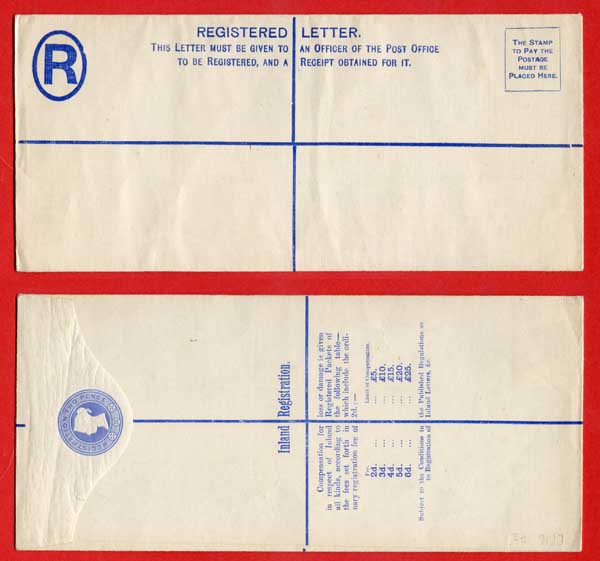 R
REGISTERED LETTER.
THIS LETTER MUST BE GIVEN TO AN OFFICER OF THE POST OFFICE
TO BE REGISTERED, AND A RECEIPT OBTAINED FOR IT.
THE STAMP
TO PAY THE
POSTAGE
MUST BE
PLACED HERE.
REGISTRATION TWO PENCE
Inland Registration.
Compensation for loss or damage is given
in respect of Inland Registered Packets of
all kinds, according to the following table—
the fees set forth in which include the ordi-
nary registration fee of 2d. :—
Fee. Limit of Compensation.
2d. ... ... £5.
3d. ... ... £10.
4d. ... ... £15.
5d. ... ... £20.
6d. ... ... £25.
Subject to the Conditions in the Published Regulations as
to Registration of Inland Letters, &c.